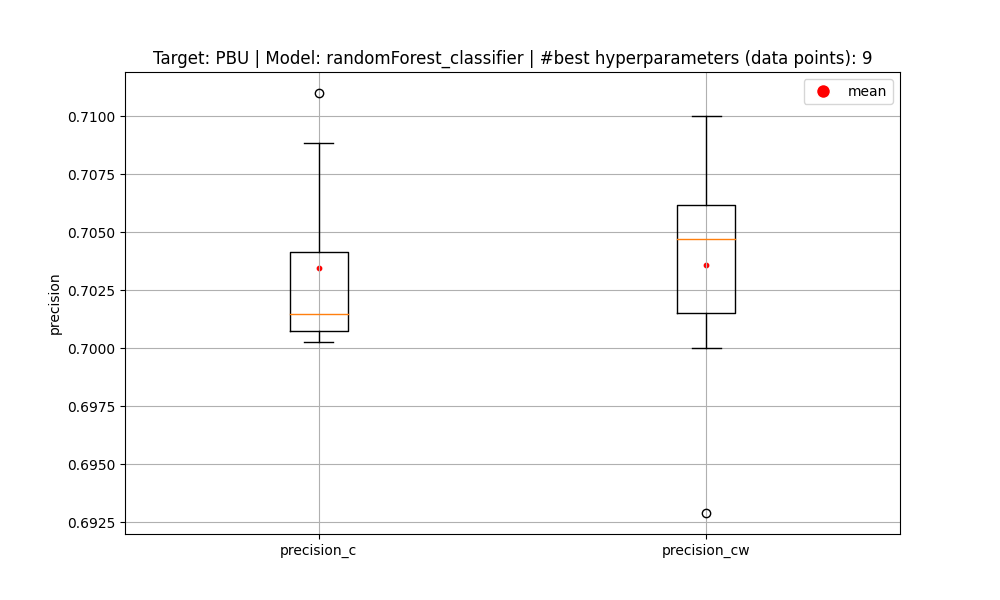 Target: PBU | Model: randomForest_classifier | #best hyperparameters (data points): 9
mean
0.7100
0.7075
0.7050
0.7025
0.7000
0.6975
0.6950
0.6925
precision
precision_c
precision_cw